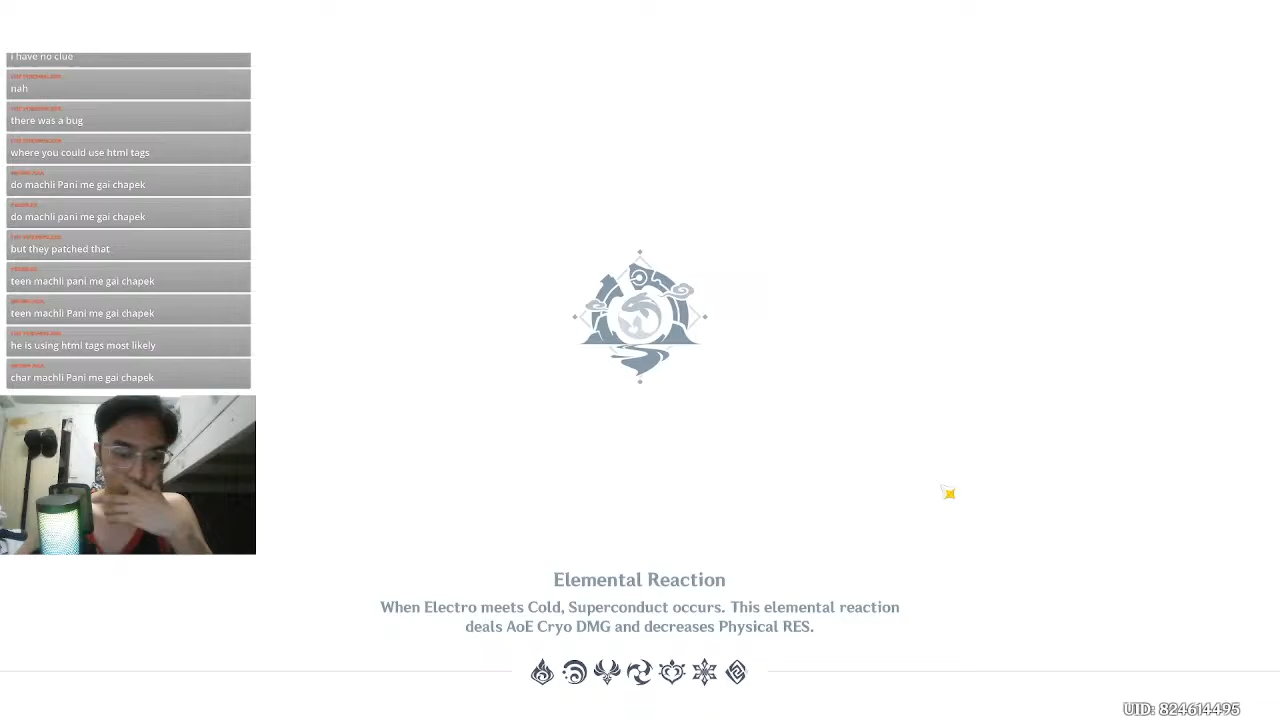 i have no clue
nah
there was a bug
where you could use html tags
do machli Pani me gai chapek
do machli pani me gai chapek
but they patched that
teen machli pani me gai chapek
teen machli Pani me gai chapek
he is using html tags most likely
char machli Pani me gai chapek
Elemental Reaction
When Electro meets Cold, Superconduct occurs. This elemental reaction
deals AoE Cryo DMG and decreases Physical RES.
UID: 824614495